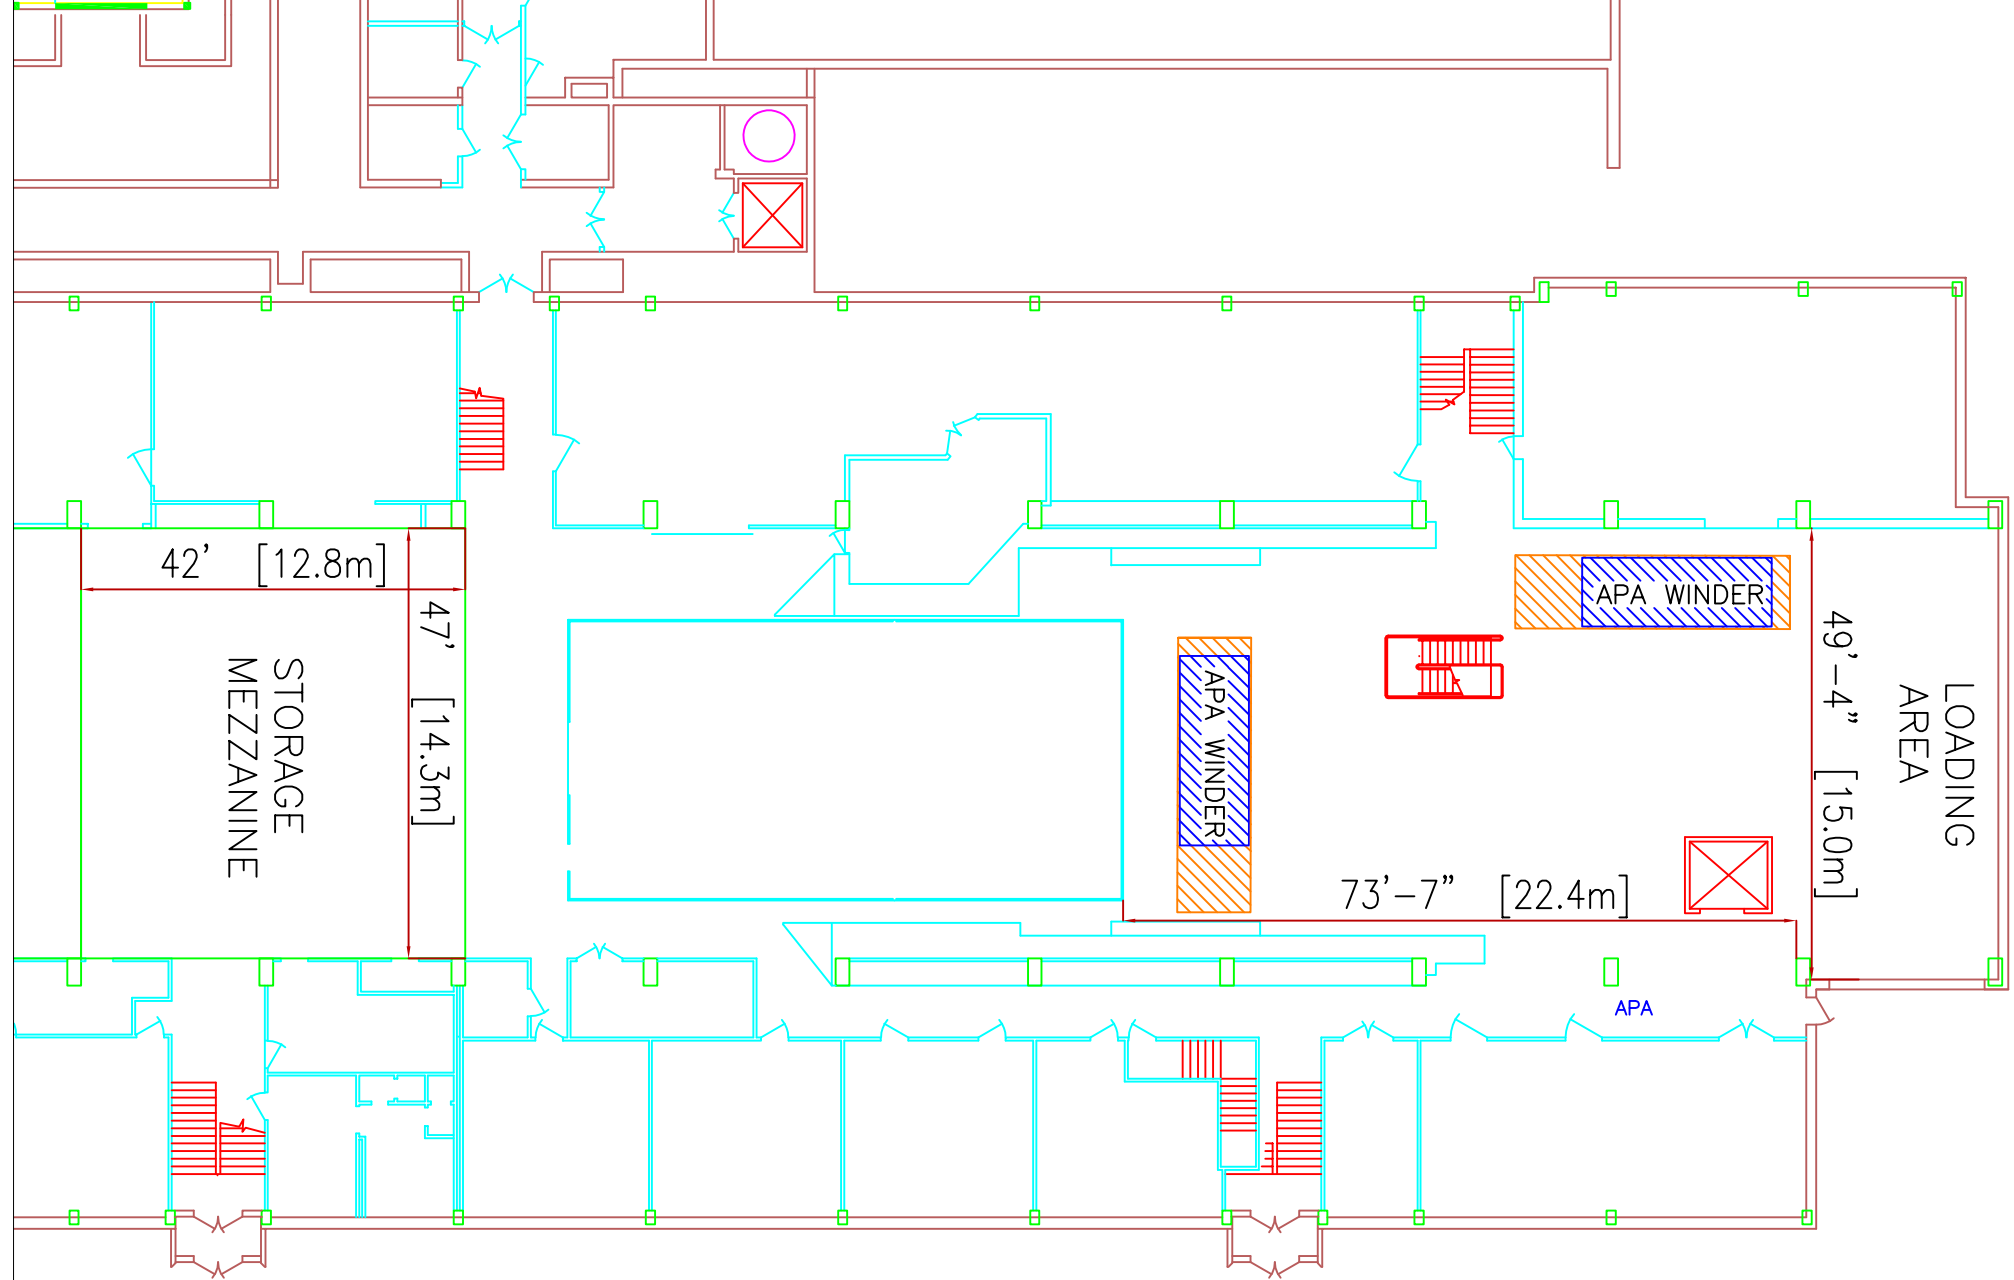 42’ [12.8m]
47’ [14.3m]
STORAGE
MEZZANINE
APA WINDER
APA WINDER
49’-4” [15.0m]
LOADING
AREA
73’-7” [22.4m]
APA